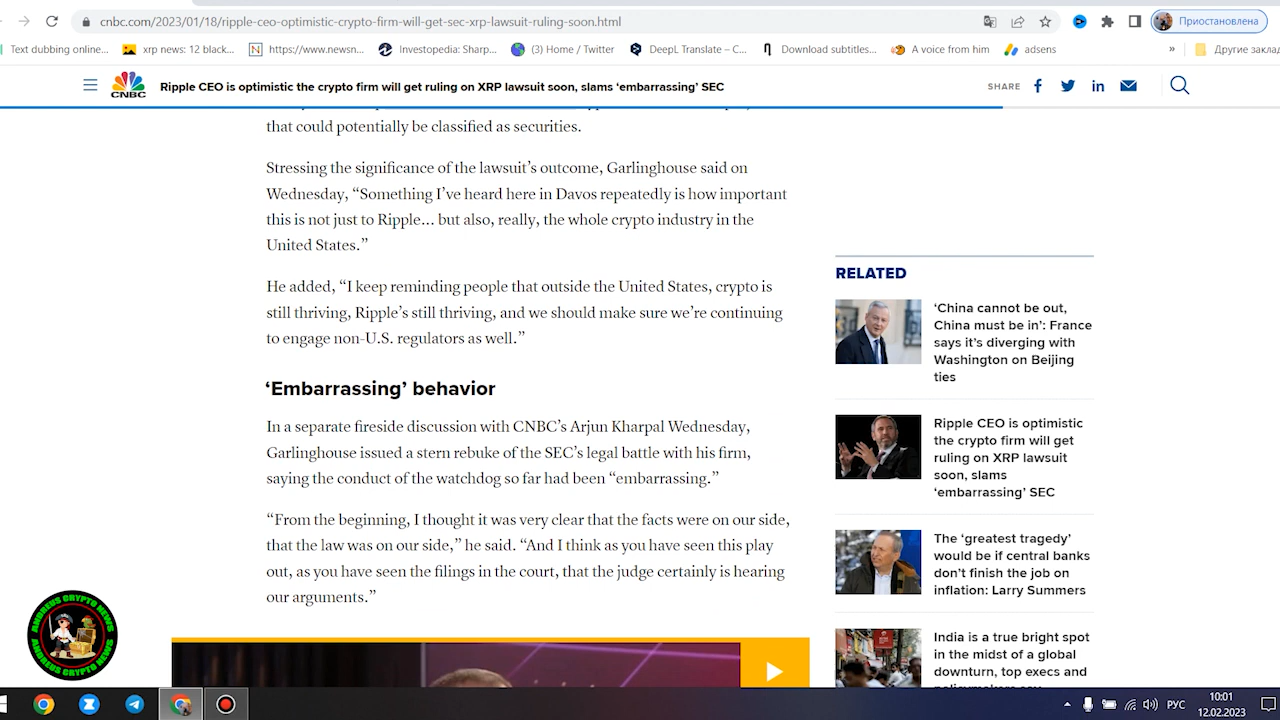 cnbc.com/2023/01/18/ripple-ceo-optimistic-crypto-firm-will-get-sec-xrp-lawsuit-ruling-soon.html
Приостановлена
Text dubbing online...
xrp news: 12 black...
https://www.newsn...
Investopedia: Sharp...
(3) Home / Twitter
DeepL Translate – C...
Download subtitles...
A voice from him
adsens
»
Другие закла
CNBC
Ripple CEO is optimistic the crypto firm will get ruling on XRP lawsuit soon, slams ‘embarrassing’ SEC
SHARE
that could potentially be classified as securities.
Stressing the significance of the lawsuit’s outcome, Garlinghouse said on
Wednesday, “Something I’ve heard here in Davos repeatedly is how important
this is not just to Ripple... but also, really, the whole crypto industry in the
United States.”
He added, “I keep reminding people that outside the United States, crypto is
still thriving, Ripple’s still thriving, and we should make sure we’re continuing
to engage non-U.S. regulators as well.”
‘Embarrassing’ behavior
In a separate fireside discussion with CNBC’s Arjun Kharpal Wednesday,
Garlinghouse issued a stern rebuke of the SEC’s legal battle with his firm,
saying the conduct of the watchdog so far had been “embarrassing.”
“From the beginning, I thought it was very clear that the facts were on our side,
that the law was on our side,” he said. “And I think as you have seen this play
out, as you have seen the filings in the court, that the judge certainly is hearing
our arguments.”
RELATED
‘China cannot be out,
China must be in’: France
says it’s diverging with
Washington on Beijing
ties
Ripple CEO is optimistic
the crypto firm will get
ruling on XRP lawsuit
soon, slams
‘embarrassing’ SEC
The ‘greatest tragedy’
would be if central banks
don’t finish the job on
inflation: Larry Summers
India is a true bright spot
in the midst of a global
downturn, top execs and
ANDREUS CRYPTO NEWS
ANDREUS CRYPTO NEWS
РУС
10:01
12.02.2023